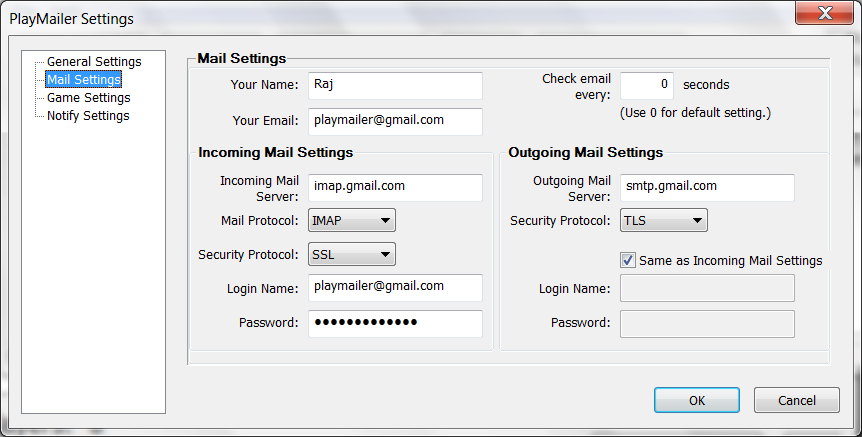 PlayMailer Settings
General Settings
Mail Settings
Game Settings
Notify Settings
Mail Settings
Your Name: Raj
Your Email: playmailer@gmail.com
Check email
every: 0 seconds
(Use 0 for default setting.)
Incoming Mail Settings
Incoming Mail
Server: imap.gmail.com
Mail Protocol: IMAP
Security Protocol: SSL
Login Name: playmailer@gmail.com
Password: •••••••••••••
Outgoing Mail Settings
Outgoing Mail
Server: smtp.gmail.com
Security Protocol: TLS
Same as Incoming Mail Settings
Login Name:
Password:
OK
Cancel